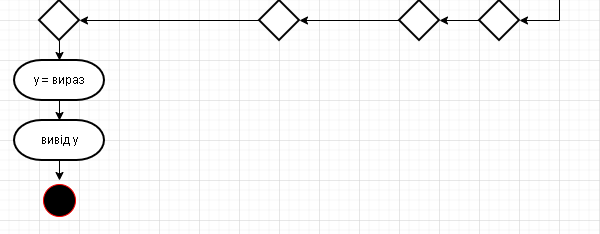 y = вираз
вивід y